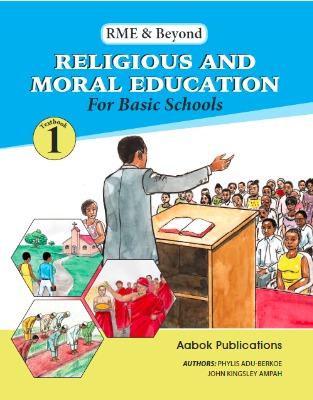 RME & Beyond
RELIGIOUS AND
MORAL EDUCATION
For Basic Schools
Textbook
1
Aabok Publications
AUTHORS: PHYLIS ADU-BERKOE
JOHN KINGSLEY AMPAH